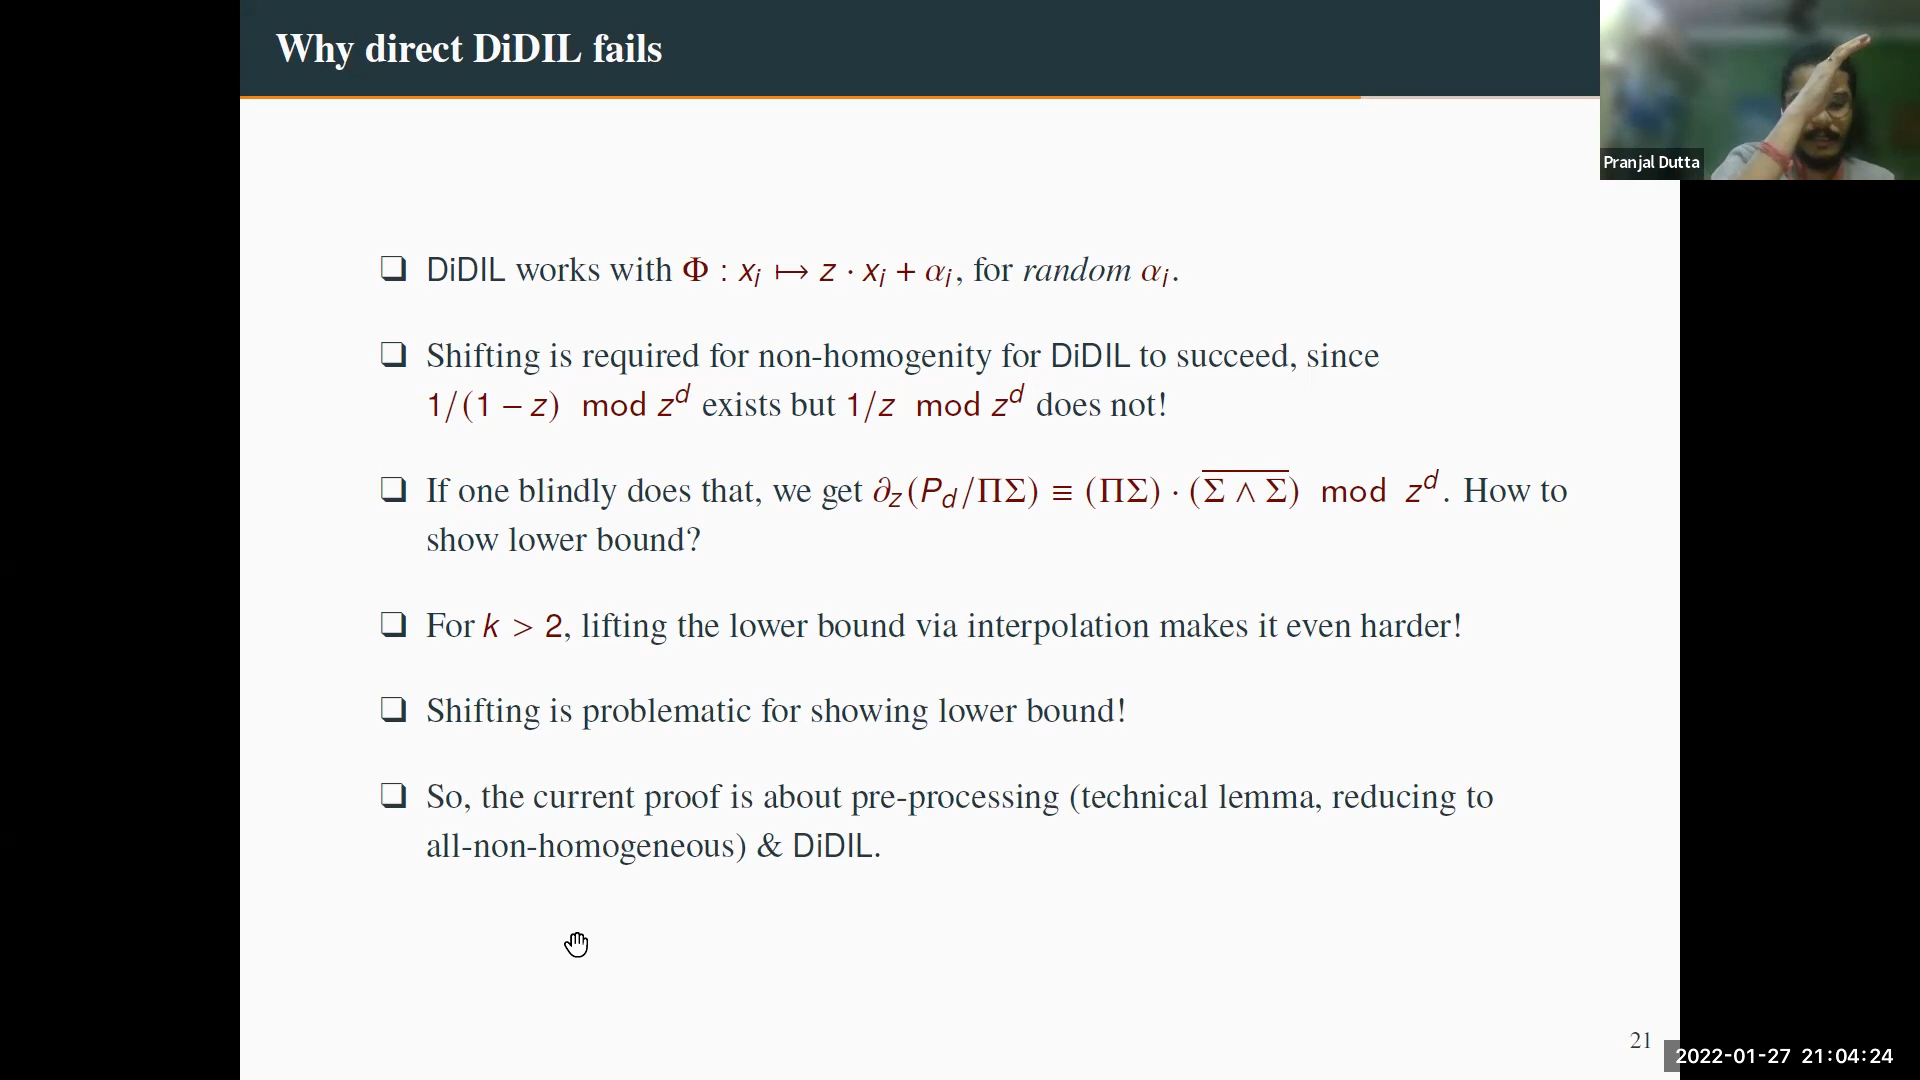 Why direct DiDIL fails
Pranjal Dutta
❑ DiDIL works with Φ : xᵢ ↦ z · xᵢ + αᵢ, for random αᵢ.
❑ Shifting is required for non-homogenity for DiDIL to succeed, since
1/(1 − z) mod z^d exists but 1/z mod z^d does not!
❑ If one blindly does that, we get ∂_z(P_d/ΠΣ) ≡ (ΠΣ) · (\overline{Σ ∧ Σ}) mod z^d. How to
show lower bound?
❑ For k > 2, lifting the lower bound via interpolation makes it even harder!
❑ Shifting is problematic for showing lower bound!
❑ So, the current proof is about pre-processing (technical lemma, reducing to
all-non-homogeneous) & DiDIL.
21
2022-01-27 21:04:24